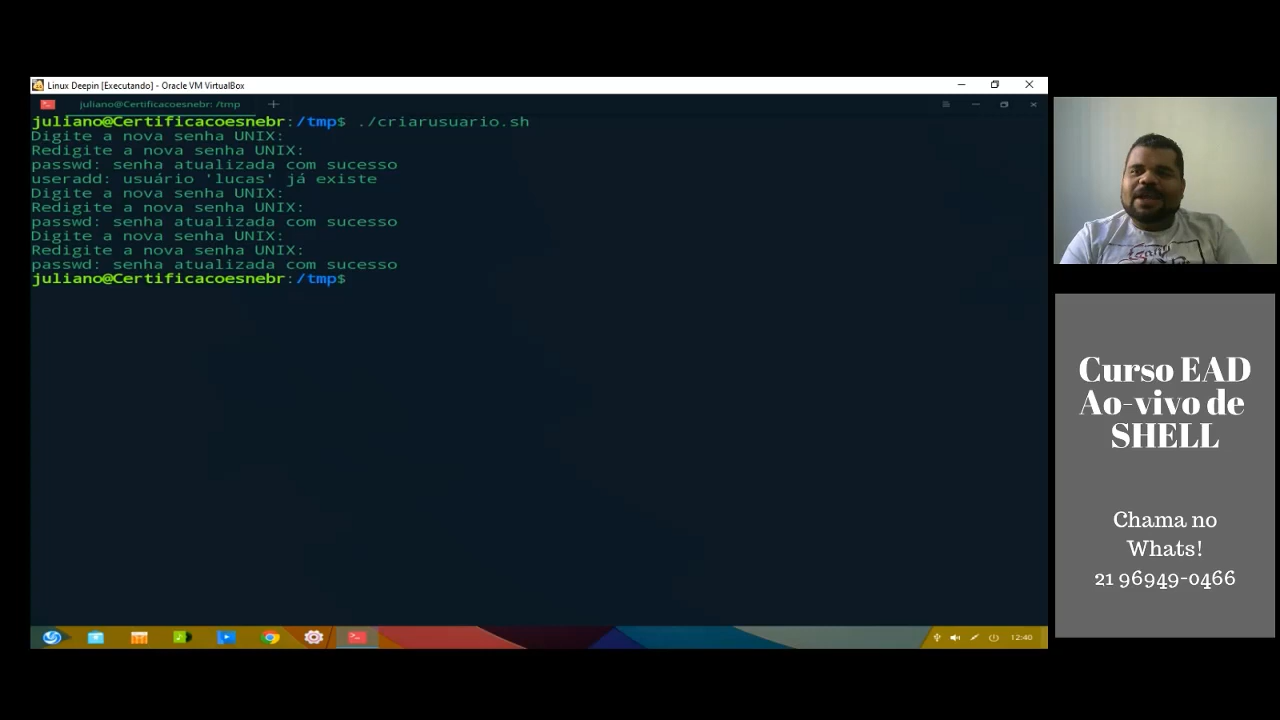 Linux Deepin [Executando] - Oracle VM VirtualBox
juliano@Certificacoesnebr: /tmp
juliano@Certificacoesnebr:/tmp$ ./criarusuario.sh
Digite a nova senha UNIX:
Redigite a nova senha UNIX:
passwd: senha atualizada com sucesso
useradd: usuário 'lucas' já existe
Digite a nova senha UNIX:
Redigite a nova senha UNIX:
passwd: senha atualizada com sucesso
Digite a nova senha UNIX:
Redigite a nova senha UNIX:
passwd: senha atualizada com sucesso
juliano@Certificacoesnebr:/tmp$
12:40
Curso EAD
Ao-vivo de
SHELL
Chama no
Whats!
21 96949-0466